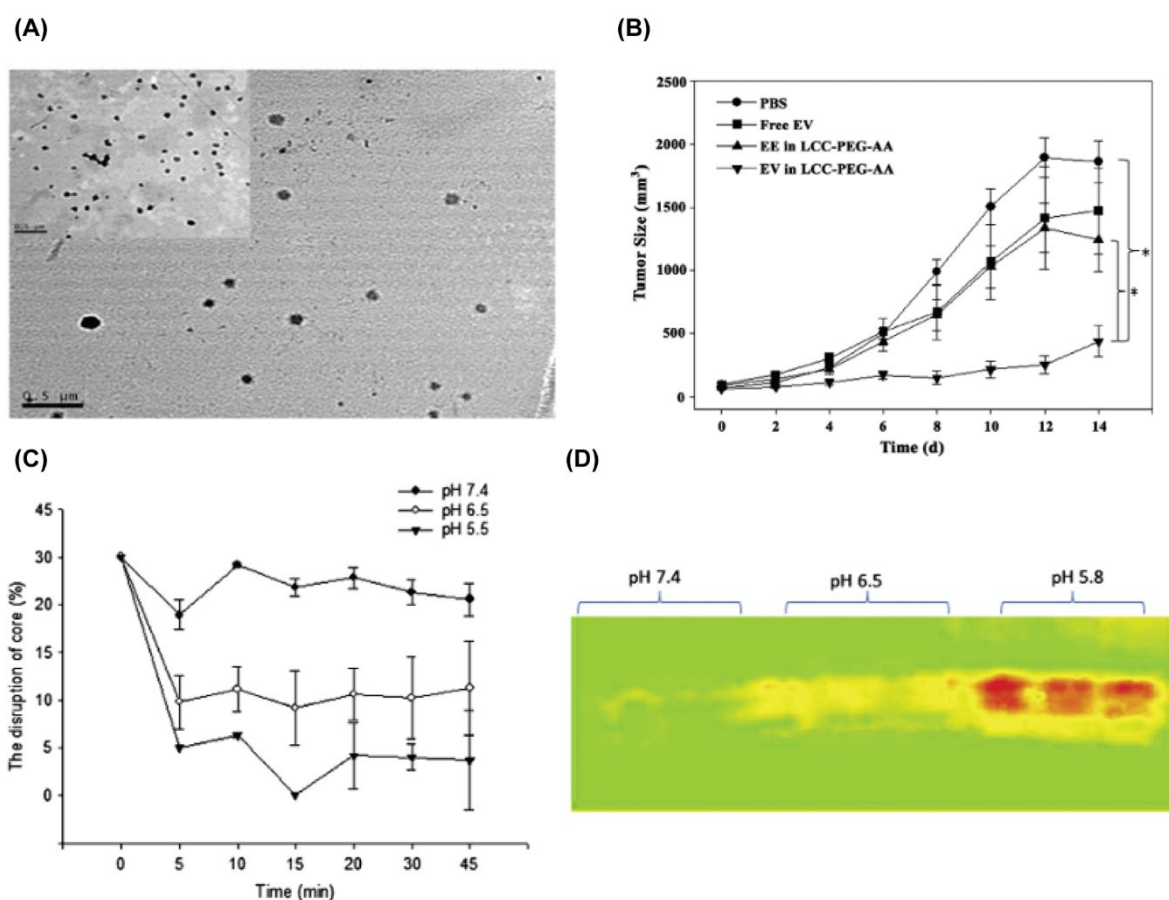 (A)
0.5 μm
0.5 μm
(B)
2500
2000
1500
1000
500
0
PBS
Free EV
EE in LCC-PEG-AA
EV in LCC-PEG-AA
*
*
Tumor Size (mm³)
0 2 4 6 8 10 12 14
Time (d)
(C)
45
30
20
15
10
5
0
pH 7.4
pH 6.5
pH 5.5
The disruption of core (%)
0 5 10 15 20 30 45
Time (min)
(D)
pH 7.4 pH 6.5 pH 5.8